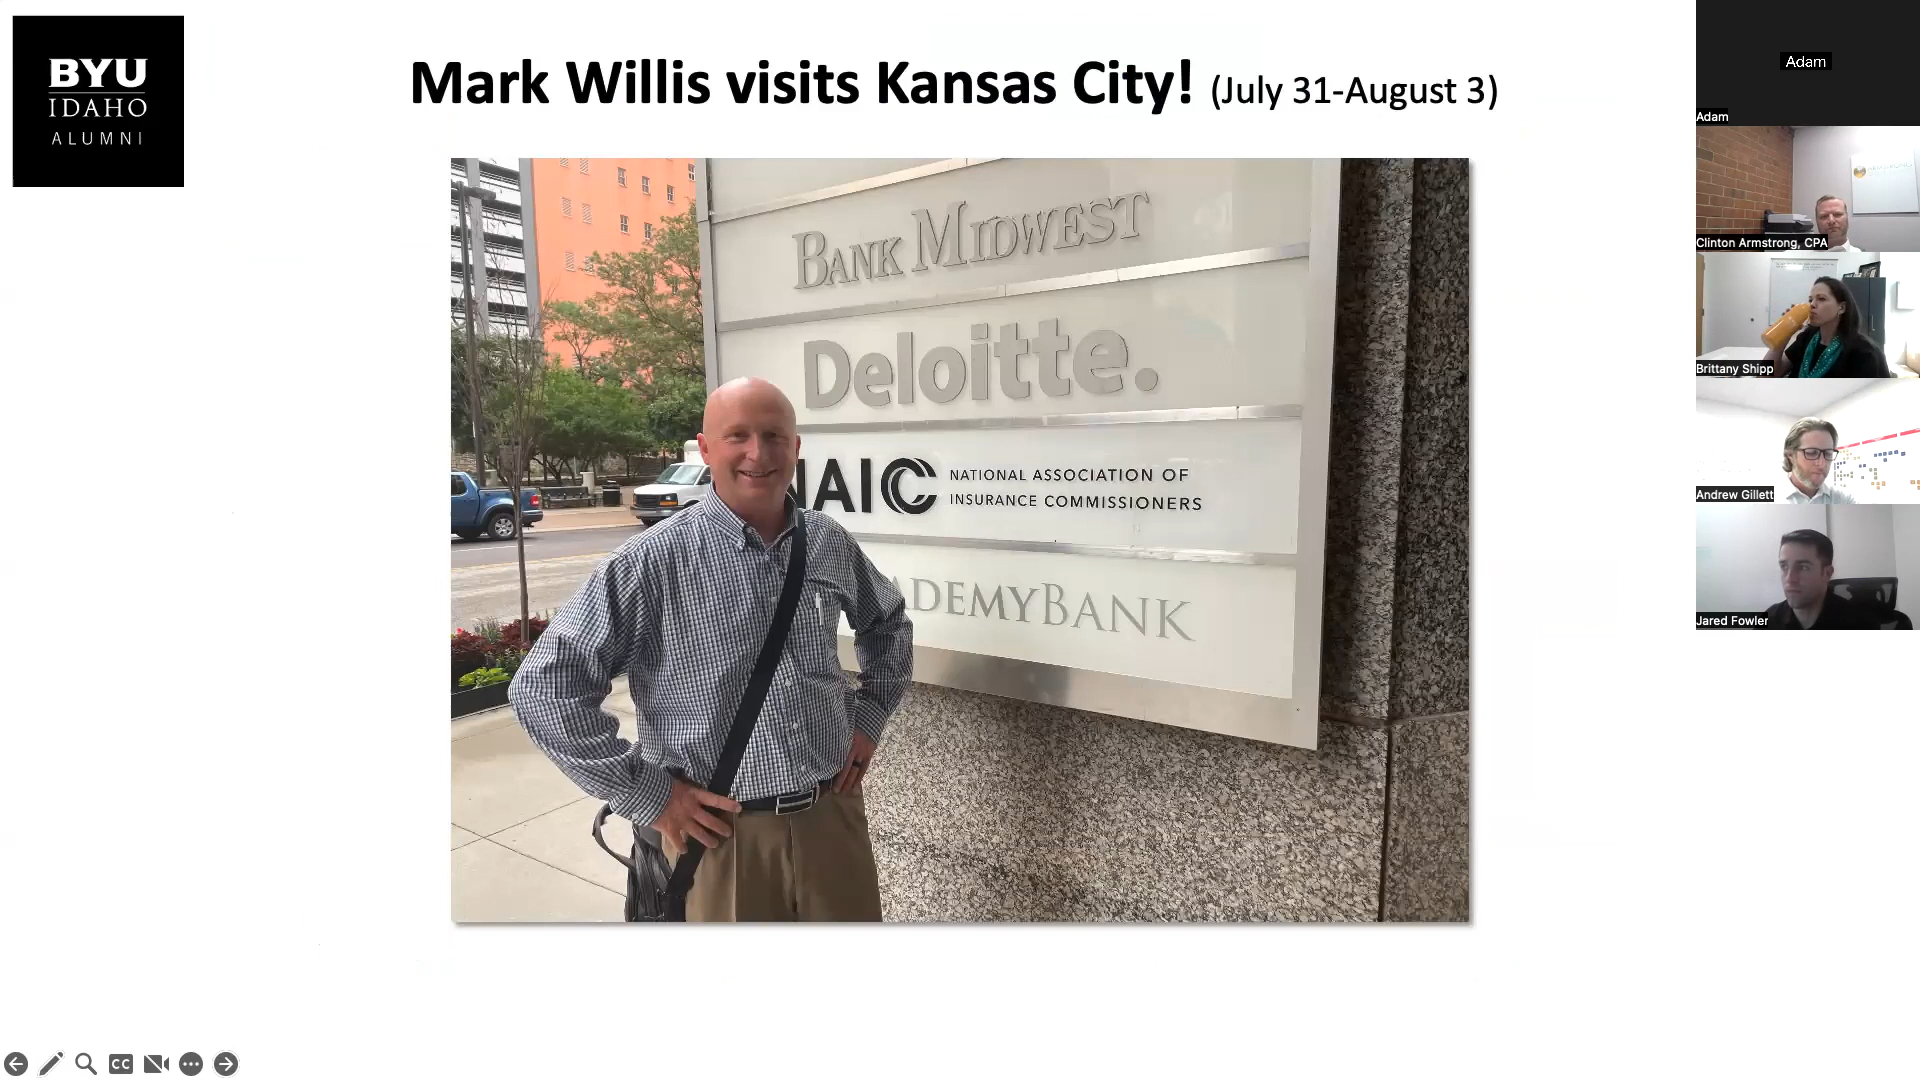 BYU
IDAHO
ALUMNI
Mark Willis visits Kansas City! (July 31-August 3)
BANK MIDWEST
Deloitte.
NAIC NATIONAL ASSOCIATION OF
INSURANCE COMMISSIONERS
ADEMYBANK
Adam
Adam
Clinton Armstrong, CPA
Brittany Shipp
Andrew Gillett
Jared Fowler
CC